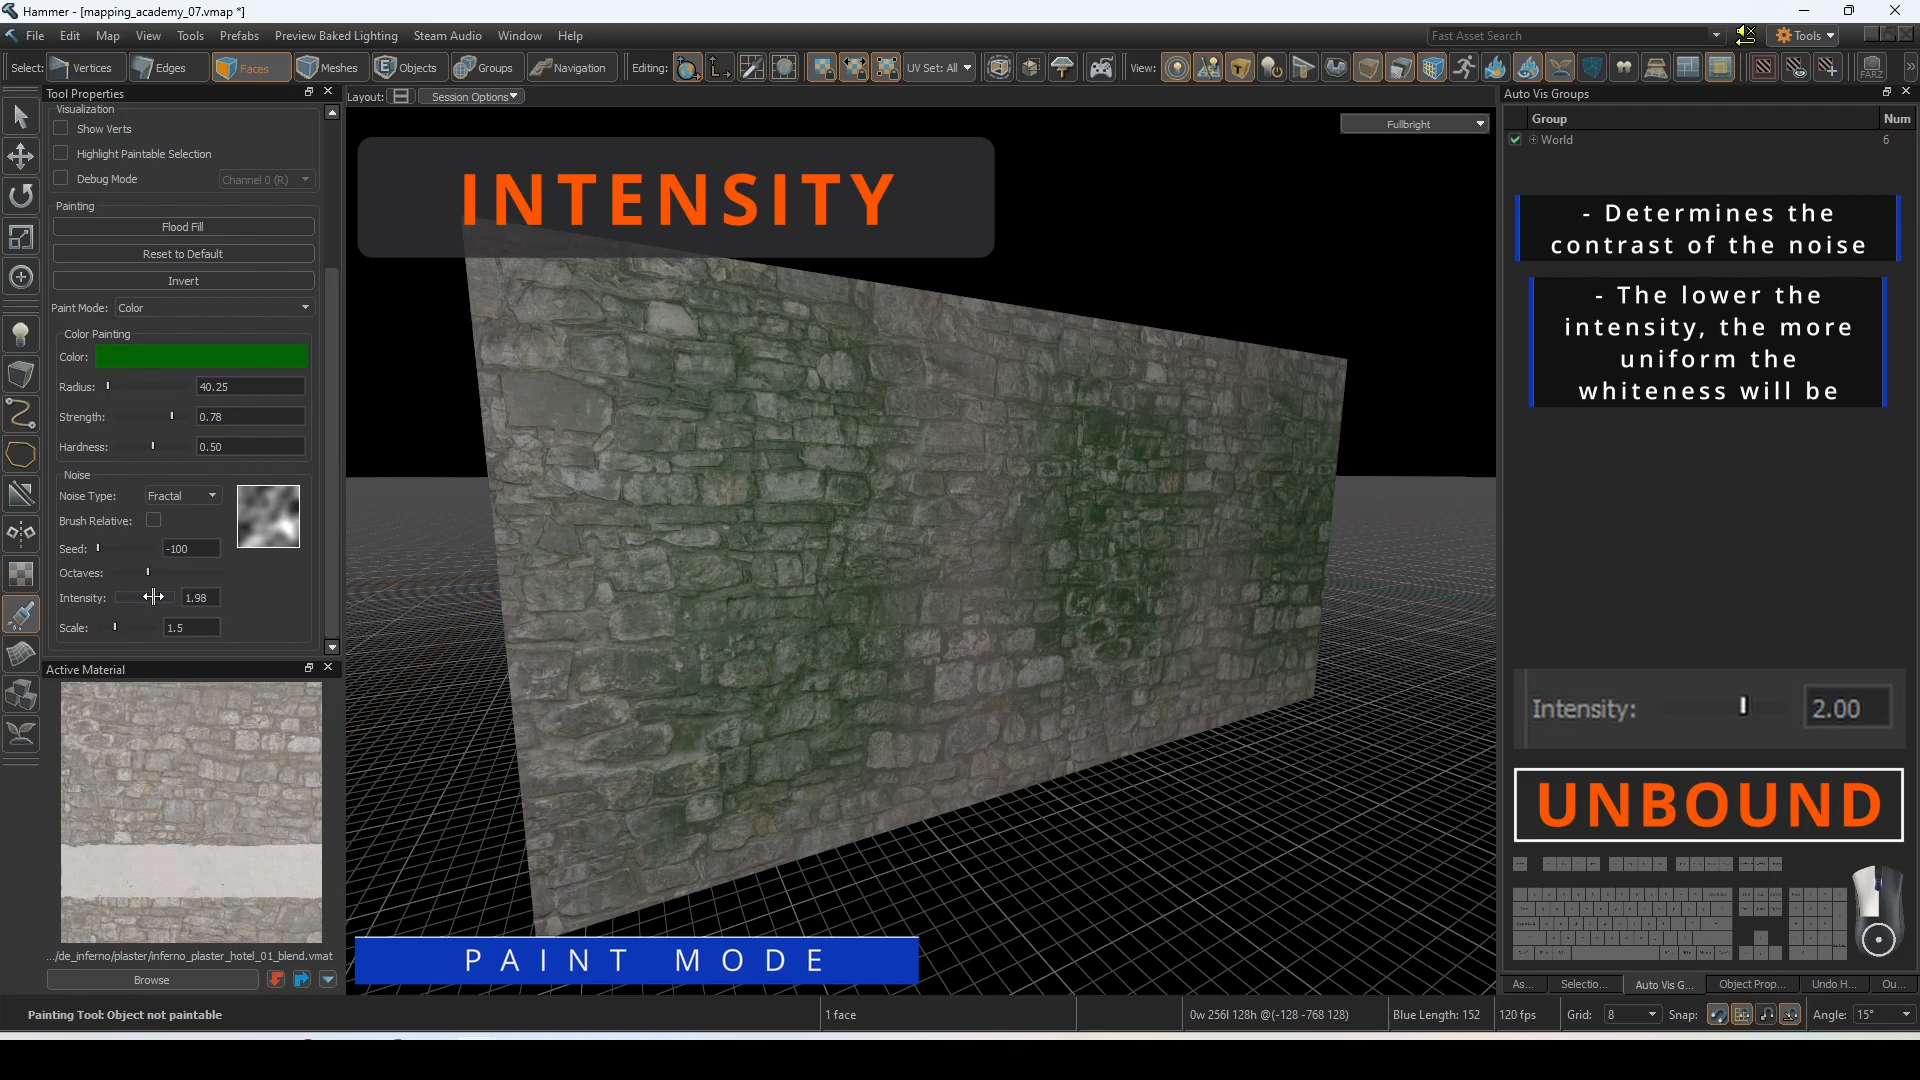 Hammer - [mapping_academy_07.vmap *]
File Edit Map View Tools Prefabs Preview Baked Lighting Steam Audio Window Help
Fast Asset Search
Tools
Select: Vertices Edges Faces Meshes Objects Groups Navigation Editing: UV Set: All View: FARZ
Tool Properties
Layout: Session Options
Auto Vis Groups
Visualization
Show Verts
Highlight Paintable Selection
Debug Mode Channel 0 (R)
Painting
Flood Fill
Reset to Default
Invert
Paint Mode: Color
Color Painting
Color:
Radius: 40.25
Strength: 0.78
Hardness: 0.50
Noise
Noise Type: Fractal
Brush Relative:
Seed: -100
Octaves:
Intensity: 1.98
Scale: 1.5
Active Material
.../de_inferno/plaster/inferno_plaster_hotel_01_blend.vmat
Browse
Fullbright
INTENSITY
PAINT MODE
Group Num
World 6
- Determines the
contrast of the noise
- The lower the
intensity, the more
uniform the
whiteness will be
Intensity: 2.00
UNBOUND
As... Selectio... Auto Vis G... Object Prop... Undo H... Ou...
Painting Tool: Object not paintable
1 face
0w 256l 128h @(-128 -768 128)
Blue Length: 152
120 fps
Grid: 8
Snap:
Angle: 15°